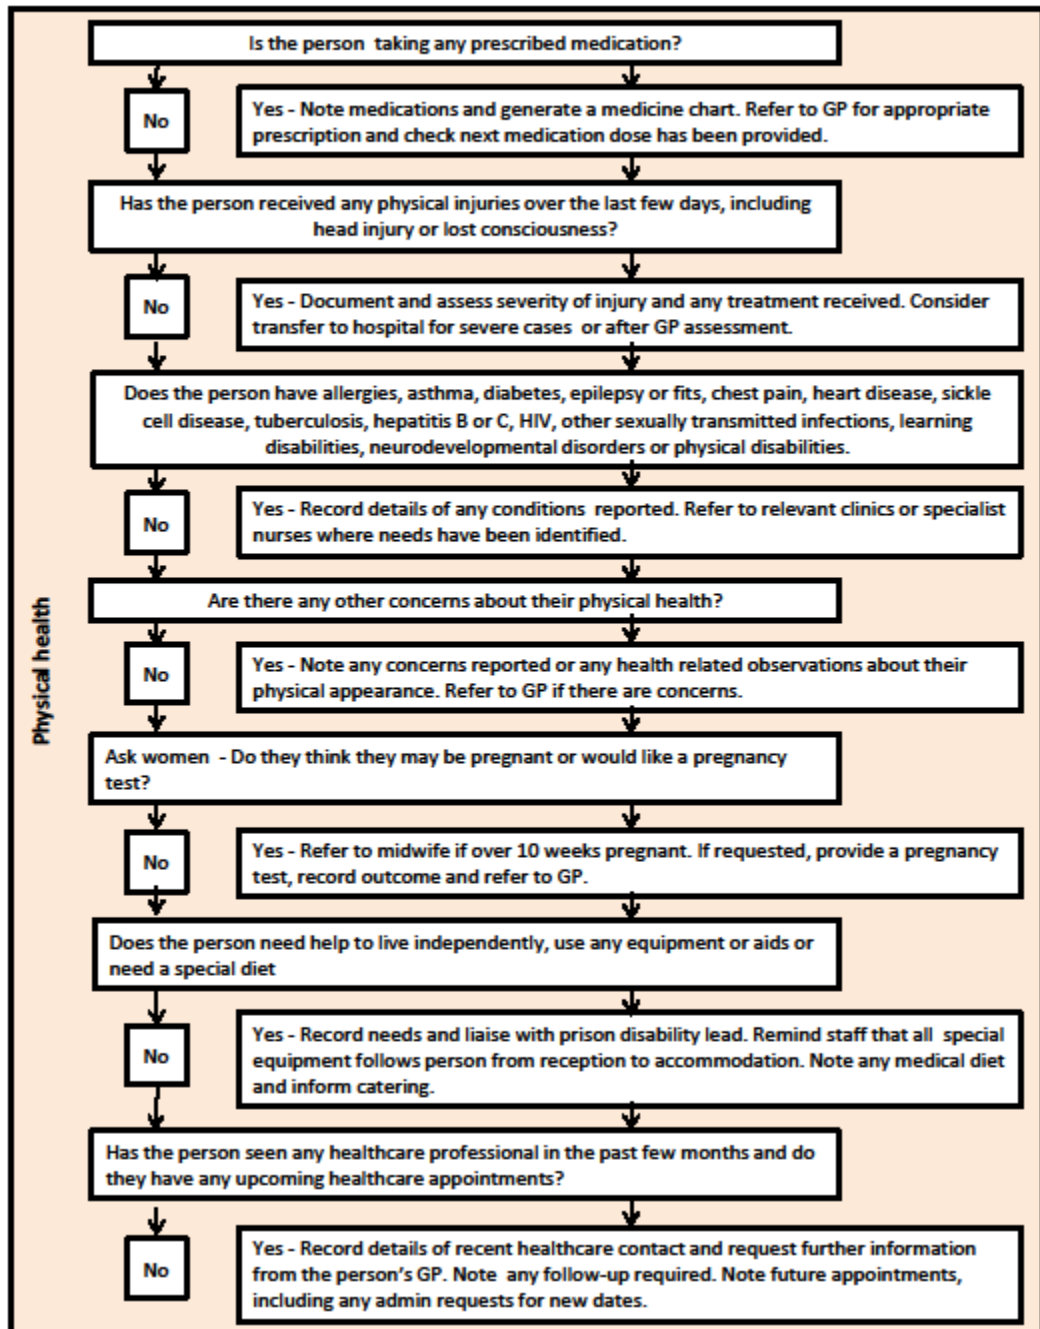 Is the person taking any prescribed medication?
No
Yes - Note medications and generate a medicine chart. Refer to GP for appropriate
prescription and check next medication dose has been provided.
Has the person received any physical injuries over the last few days, including
head injury or lost consciousness?
No
Yes - Document and assess severity of injury and any treatment received. Consider
transfer to hospital for severe cases or after GP assessment.
Does the person have allergies, asthma, diabetes, epilepsy or fits, chest pain, heart disease, sickle
cell disease, tuberculosis, hepatitis B or C, HIV, other sexually transmitted infections, learning
disabilities, neurodevelopmental disorders or physical disabilities.
No
Yes - Record details of any conditions reported. Refer to relevant clinics or specialist
nurses where needs have been identified.
Are there any other concerns about their physical health?
No
Yes - Note any concerns reported or any health related observations about their
physical appearance. Refer to GP if there are concerns.
Physical health
Ask women - Do they think they may be pregnant or would like a pregnancy
test?
No
Yes - Refer to midwife if over 10 weeks pregnant. If requested, provide a pregnancy
test, record outcome and refer to GP.
Does the person need help to live independently, use any equipment or aids or
need a special diet
No
Yes - Record needs and liaise with prison disability lead. Remind staff that all special
equipment follows person from reception to accommodation. Note any medical diet
and inform catering.
Has the person seen any healthcare professional in the past few months and do
they have any upcoming healthcare appointments?
No
Yes - Record details of recent healthcare contact and request further information
from the person's GP. Note any follow-up required. Note future appointments,
including any admin requests for new dates.